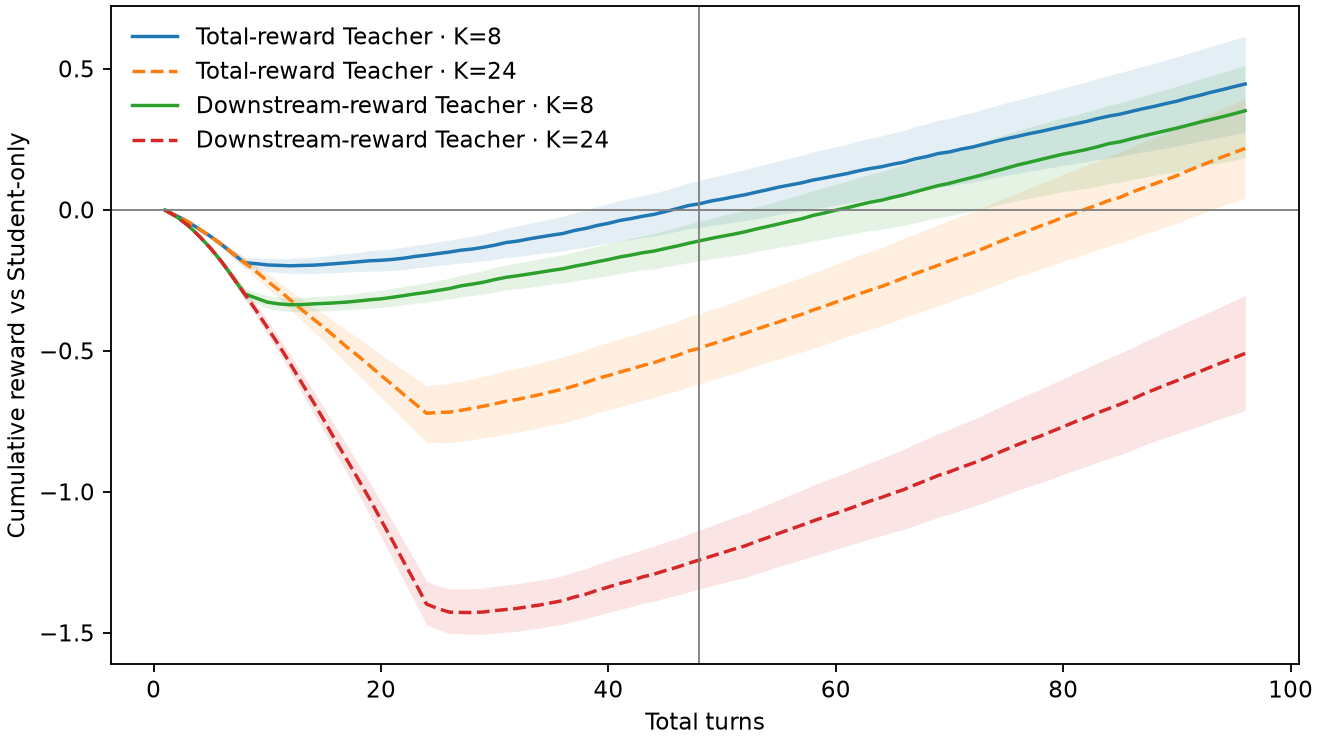 Total-reward Teacher · K=8
Total-reward Teacher · K=24
Downstream-reward Teacher · K=8
Downstream-reward Teacher · K=24
Cumulative reward vs Student-only
0.5
0.0
−0.5
−1.0
−1.5
0 20 40 60 80 100
Total turns